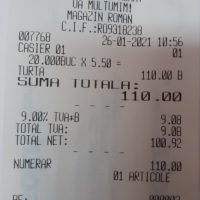 VA MULTUMIM!
MAGAZIN ROMAN
C.I.F.:RO9318238
007768 26-01-2021 10:56
CASIER 01 01
20.000BUC X 5.50 =
TURTA 110.00 B
SUMA TOTALA:
110.00
9.00% TVA*B 9.08
TOTAL TVA: 9.08
TOTAL NET: 100.92
NUMERAR 110.00
01 ARTICOLE